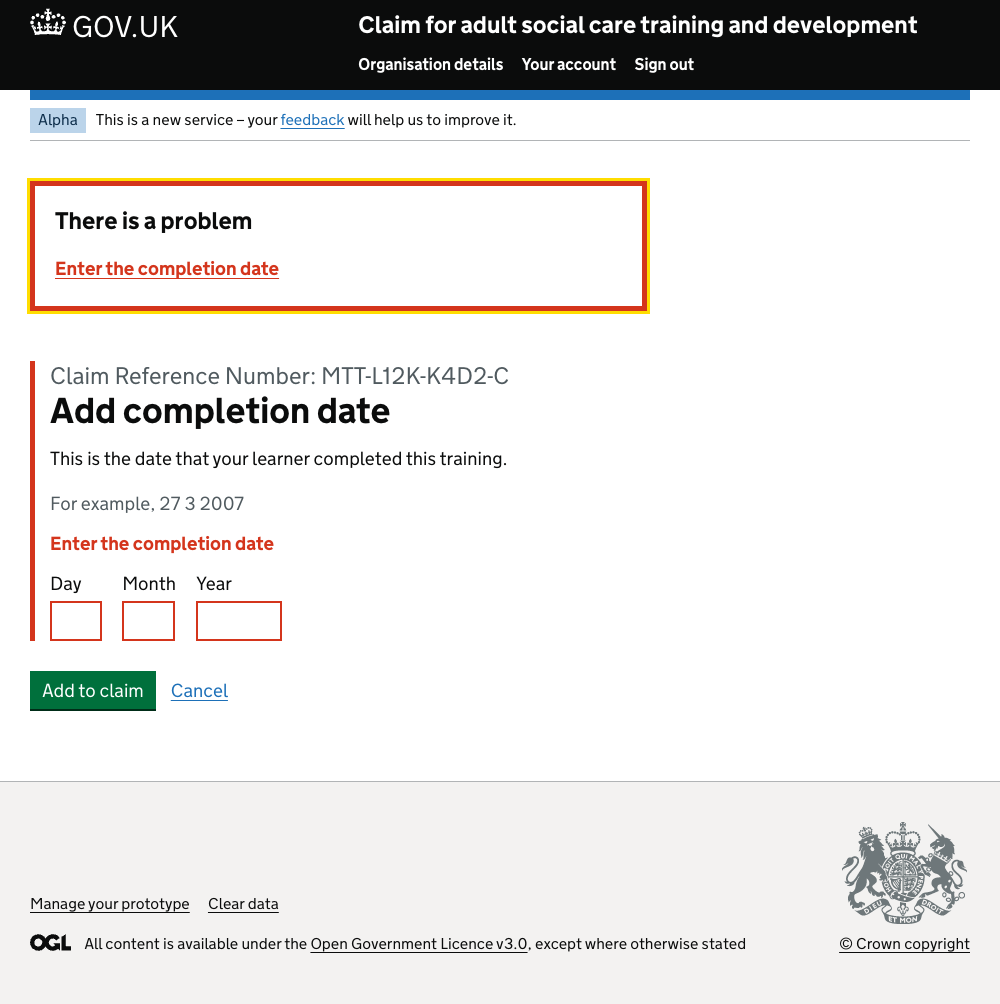 GOV.UK
Claim for adult social care training and development
Organisation details Your account Sign out
Alpha This is a new service – your feedback will help us to improve it.
There is a problem
Enter the completion date
Claim Reference Number: MTT-L12K-K4D2-C
Add completion date
This is the date that your learner completed this training.
For example, 27 3 2007
Enter the completion date
Day Month Year
Add to claim Cancel
DIEU ET MON DROIT
Manage your prototype Clear data
OGL All content is available under the Open Government Licence v3.0, except where otherwise stated
© Crown copyright